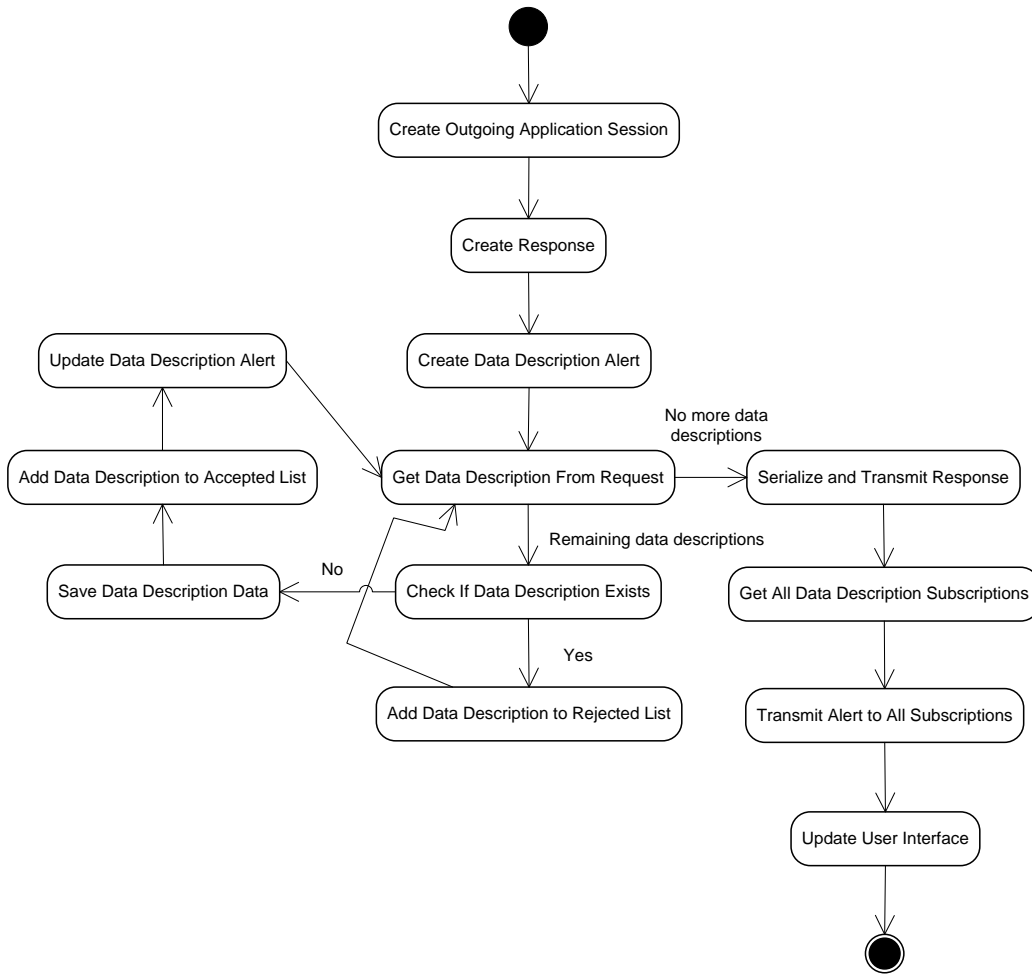 Create Outgoing Application Session
Create Response
Update Data Description Alert
Create Data Description Alert
No more data
descriptions
Add Data Description to Accepted List
Get Data Description From Request
Serialize and Transmit Response
Remaining data descriptions
No
Save Data Description Data
Check If Data Description Exists
Get All Data Description Subscriptions
Yes
Add Data Description to Rejected List
Transmit Alert to All Subscriptions
Update User Interface